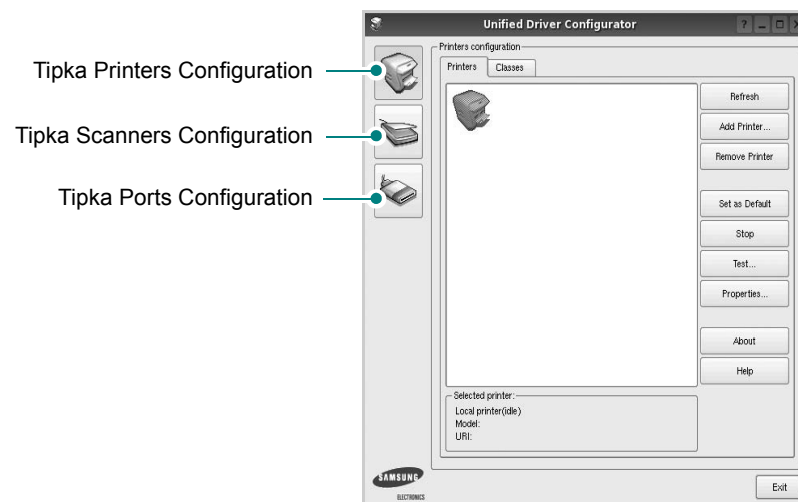 Unified Driver Configurator
Tipka Printers Configuration
Tipka Scanners Configuration
Tipka Ports Configuration
Printers configuration
Printers
Classes
Refresh
Add Printer...
Remove Printer
Set as Default
Stop
Test...
Properties...
About
Help
Selected printer:
Local printer(idle)
Model:
URI:
SAMSUNG
ELECTRONICS
Exit